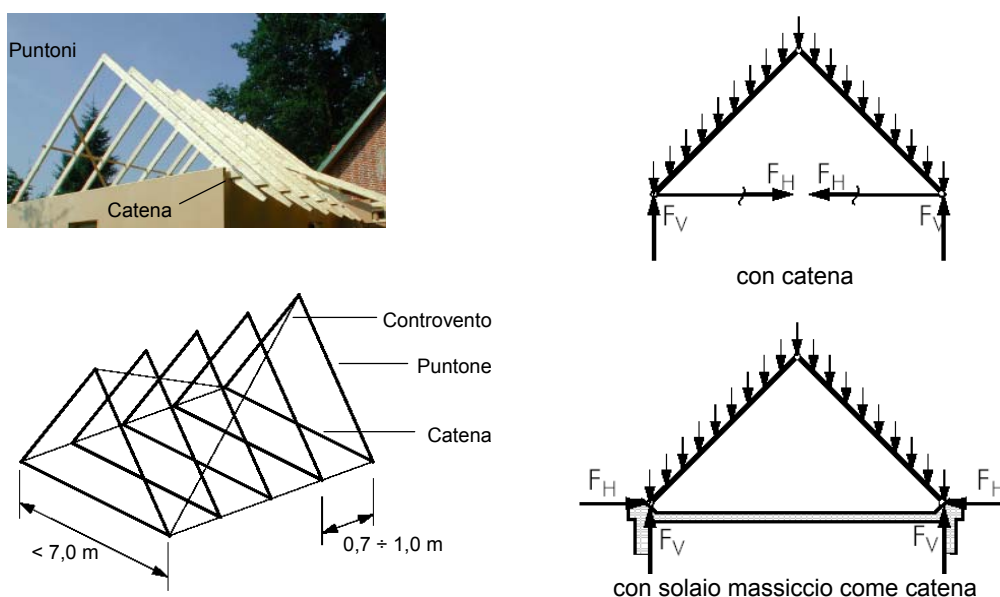 Puntoni
Catena
F_H F_H
F_V F_V
con catena
Controvento
Puntone
Catena
< 7,0 m
0,7 ÷ 1,0 m
F_H F_H
F_V F_V
con solaio massiccio come catena